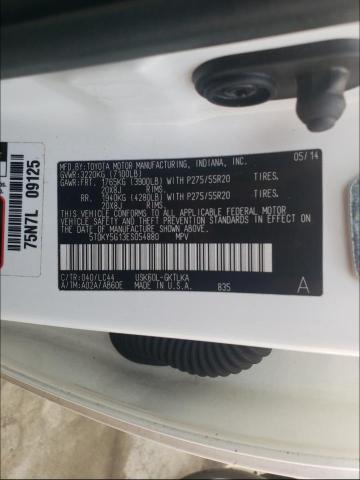 MFD.BY:TOYOTA MOTOR MANUFACTURING, INDIANA, INC. 05/14
GVWR:3220KG (7100LB)
GAWR:FRT. 1765KG (3900LB) WITH P275/55R20 TIRES.
20X8J RIMS.
RR. 1940KG (4280LB) WITH P275/55R20 TIRES.
20X8J RIMS.
THIS VEHICLE CONFORMS TO ALL APPLICABLE FEDERAL MOTOR
VEHICLE SAFETY STANDARDS IN EFFECT ON THE
DATE OF MANUFACTURE SHOWN ABOVE.
5TDKY5G13ES054880 MPV
C/TR:040/LC44 USK60L-GKTLKA
A/TM:A02A/AB60E MADE IN U.S.A. 835 A
75N7L 09125